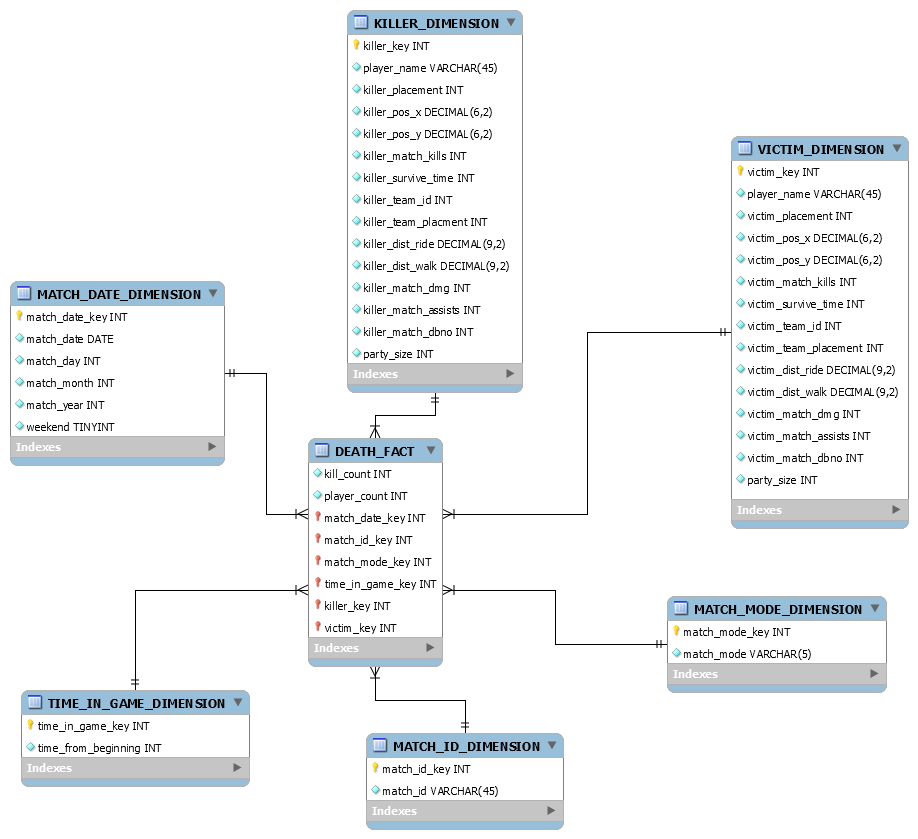 KILLER_DIMENSION
killer_key INT
player_name VARCHAR(45)
killer_placement INT
killer_pos_x DECIMAL(6,2)
killer_pos_y DECIMAL(6,2)
killer_match_kills INT
killer_survive_time INT
killer_team_id INT
killer_team_placment INT
killer_dist_ride DECIMAL(9,2)
killer_dist_walk DECIMAL(9,2)
killer_match_dmg INT
killer_match_assists INT
killer_match_dbno INT
party_size INT
Indexes
VICTIM_DIMENSION
victim_key INT
player_name VARCHAR(45)
victim_placement INT
victim_pos_x DECIMAL(6,2)
victim_pos_y DECIMAL(6,2)
victim_match_kills INT
victim_survive_time INT
victim_team_id INT
victim_team_placement INT
victim_dist_ride DECIMAL(9,2)
victim_dist_walk DECIMAL(9,2)
victim_match_dmg INT
victim_match_assists INT
victim_match_dbno INT
party_size INT
Indexes
MATCH_DATE_DIMENSION
match_date_key INT
match_date DATE
match_day INT
match_month INT
match_year INT
weekend TINYINT
Indexes
DEATH_FACT
kill_count INT
player_count INT
match_date_key INT
match_id_key INT
match_mode_key INT
time_in_game_key INT
killer_key INT
victim_key INT
Indexes
MATCH_MODE_DIMENSION
match_mode_key INT
match_mode VARCHAR(5)
Indexes
TIME_IN_GAME_DIMENSION
time_in_game_key INT
time_from_beginning INT
Indexes
MATCH_ID_DIMENSION
match_id_key INT
match_id VARCHAR(45)
Indexes